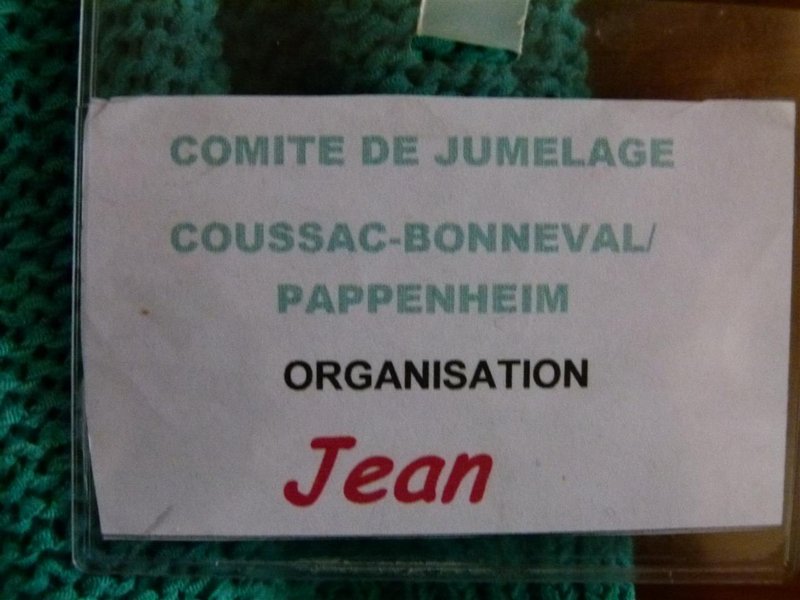 COMITE DE JUMELAGE
COUSSAC-BONNEVAL/
PAPPENHEIM
ORGANISATION
Jean